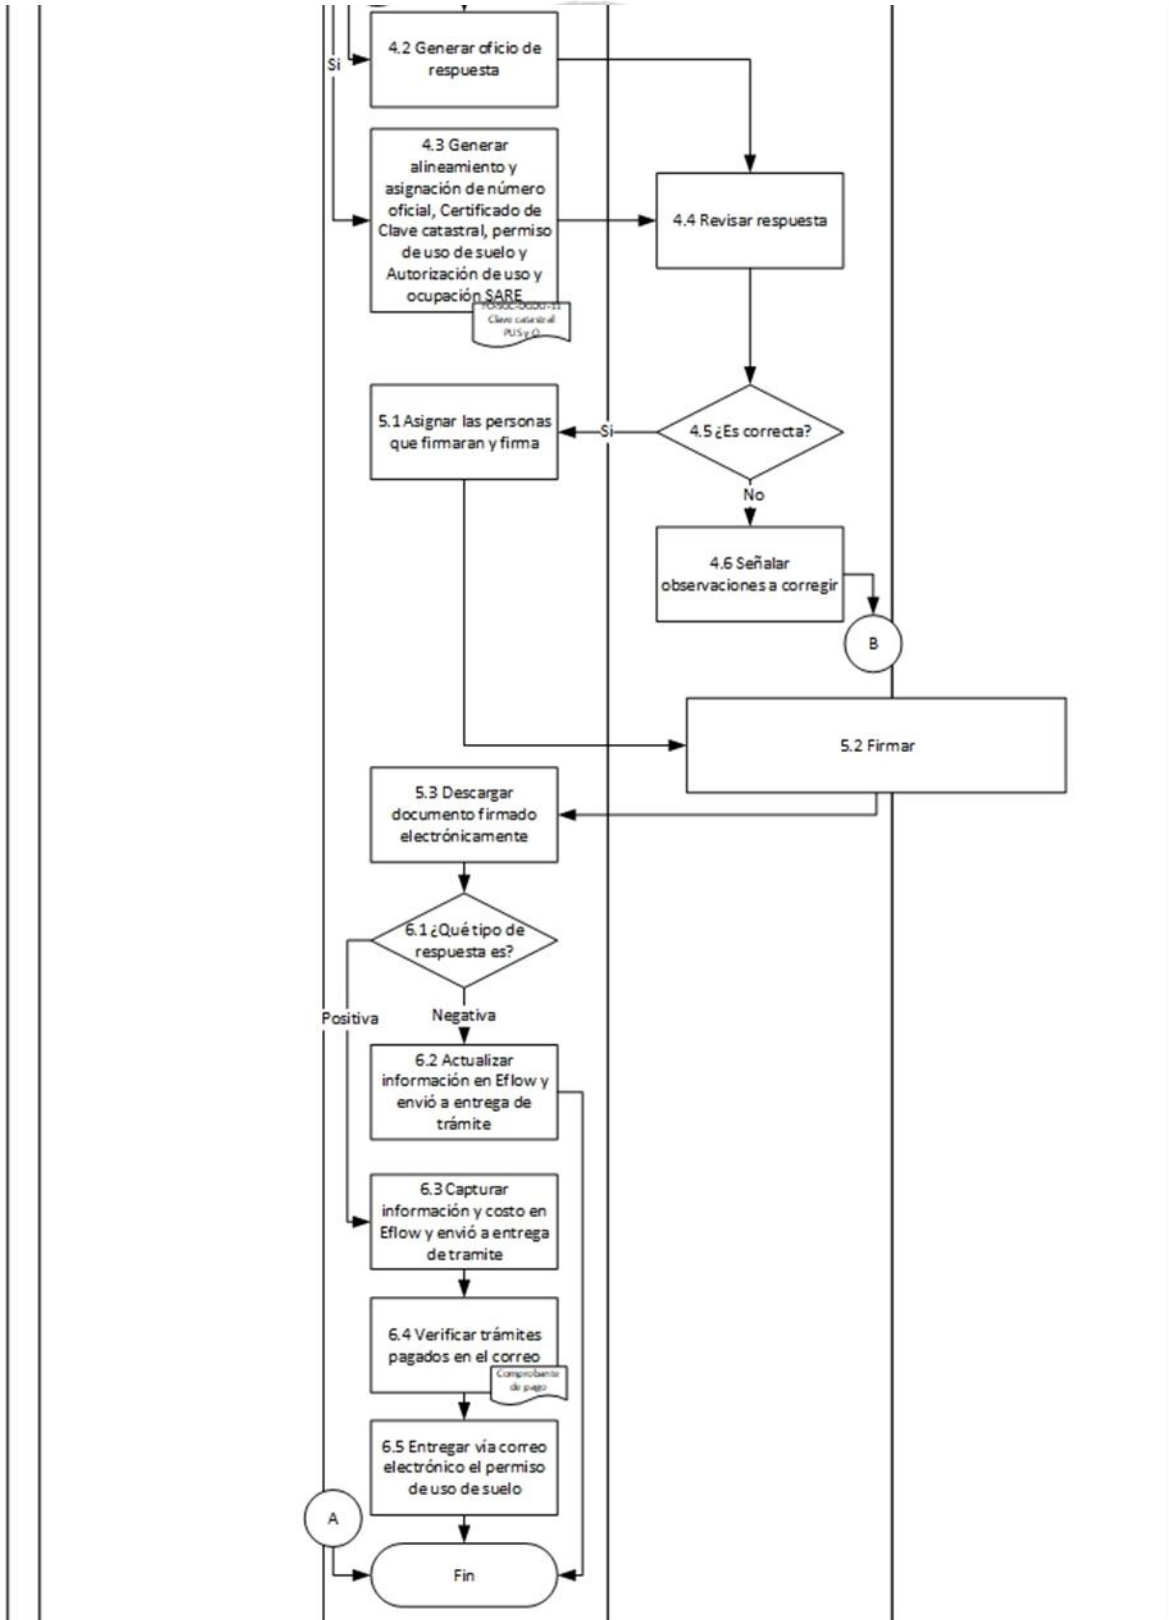 4.2 Generar oficio de
respuesta
Si
4.3 Generar
alineamiento y
asignación de número
oficial, Certificado de
Clave catastral, permiso
de uso de suelo y
Autorización de uso y
ocupación SARE
Clave catastral
PUS y O
4.4 Revisar respuesta
4.5 ¿Es correcta?
Si
5.1 Asignar las personas
que firmaran y firma
No
4.6 Señalar
observaciones a corregir
B
5.2 Firmar
5.3 Descargar
documento firmado
electrónicamente
6.1 ¿Qué tipo de
respuesta es?
Positiva
Negativa
6.2 Actualizar
información en Eflow y
envió a entrega de
trámite
6.3 Capturar
información y costo en
Eflow y envió a entrega
de tramite
6.4 Verificar trámites
pagados en el correo
Comprobante
de pago
6.5 Entregar vía correo
electrónico el permiso
de uso de suelo
A
Fin